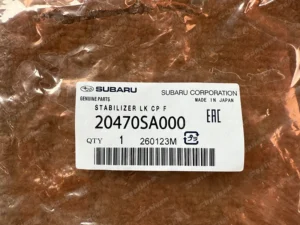 SUBARU
SUBARU CORPORATION
GENUINE PARTS
MADE IN JAPAN
STABILIZER LK CP F
20470SA000
EAC
QTY 1 260123M